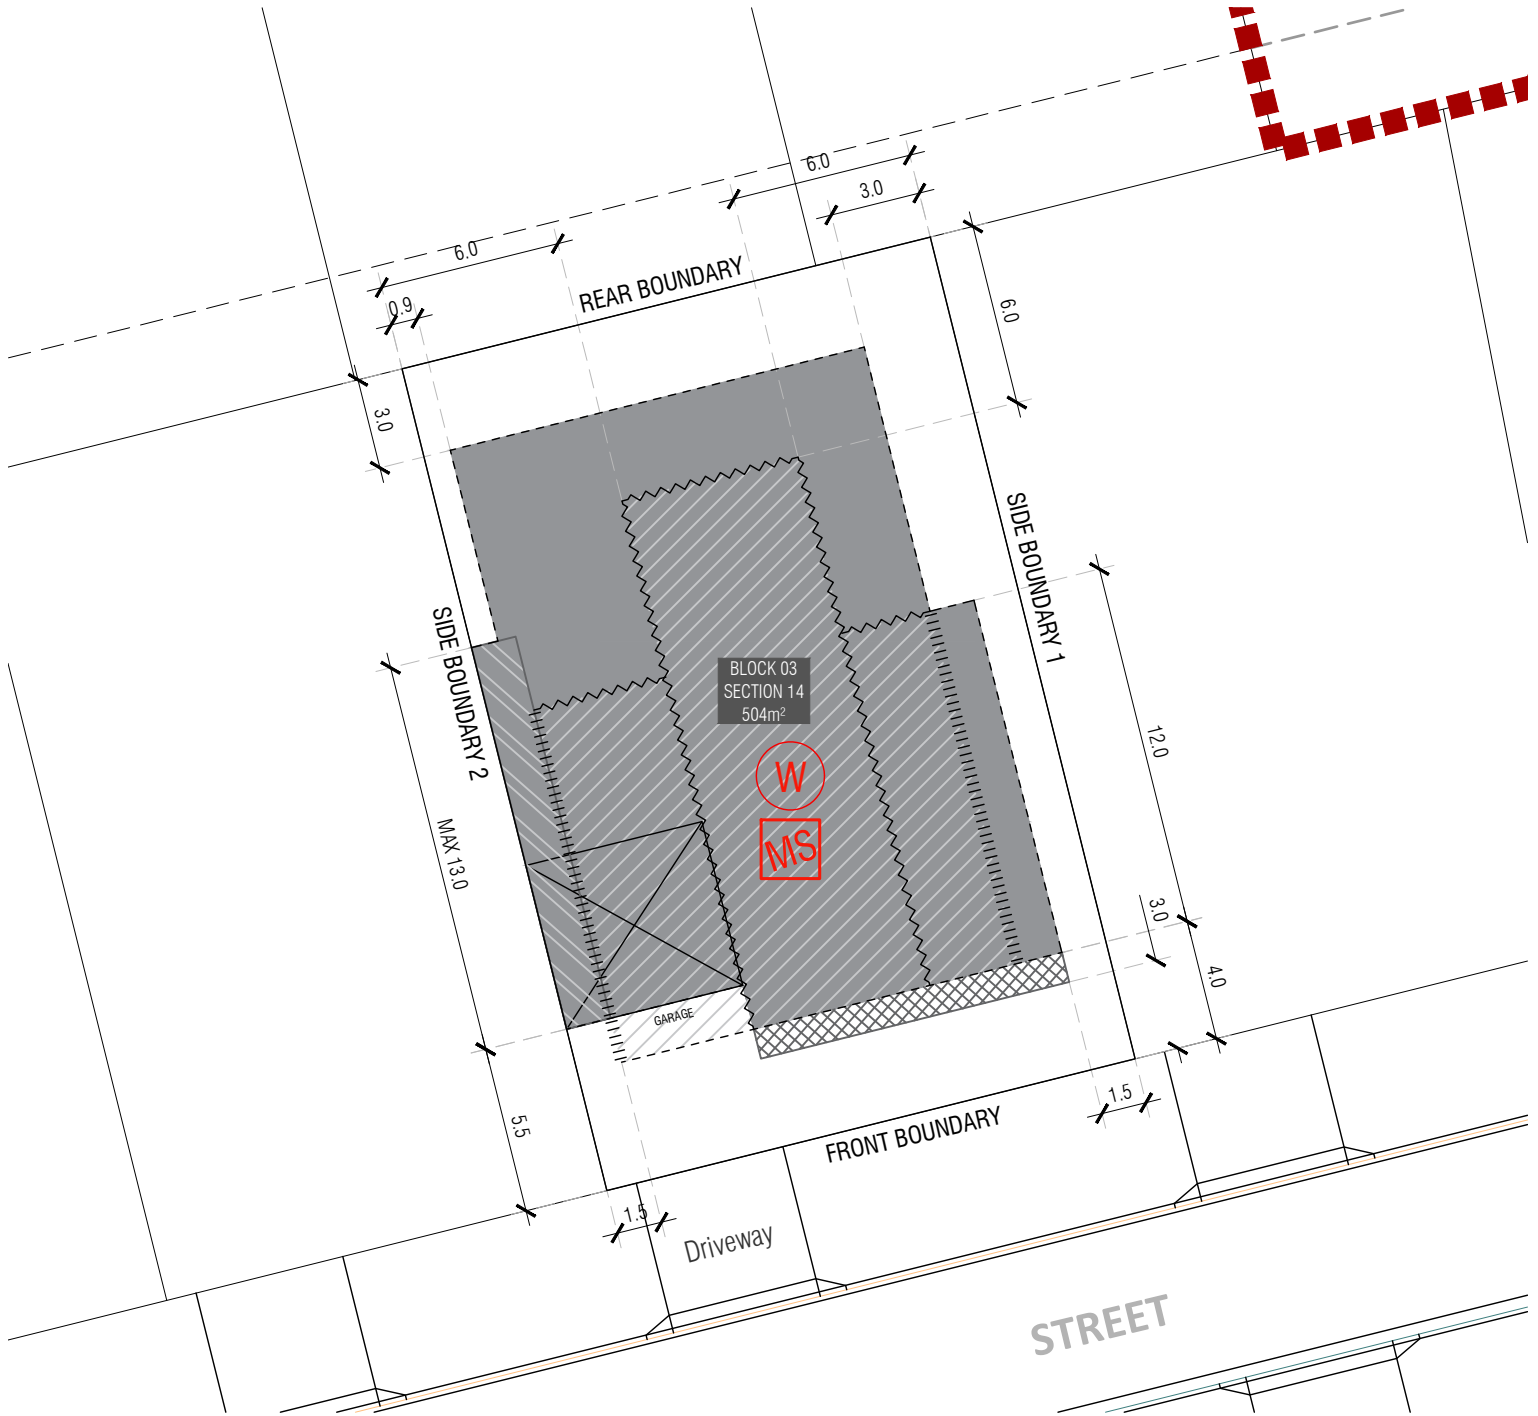 6.0
3.0
6.0
0.9
REAR BOUNDARY
6.0
3.0
SIDE BOUNDARY 1
SIDE BOUNDARY 2
BLOCK 03
SECTION 14
504m²
W
MS
12.0
MAX 13.0
3.0
4.0
GARAGE
5.5
1.5
FRONT BOUNDARY
1.5
Driveway
STREET